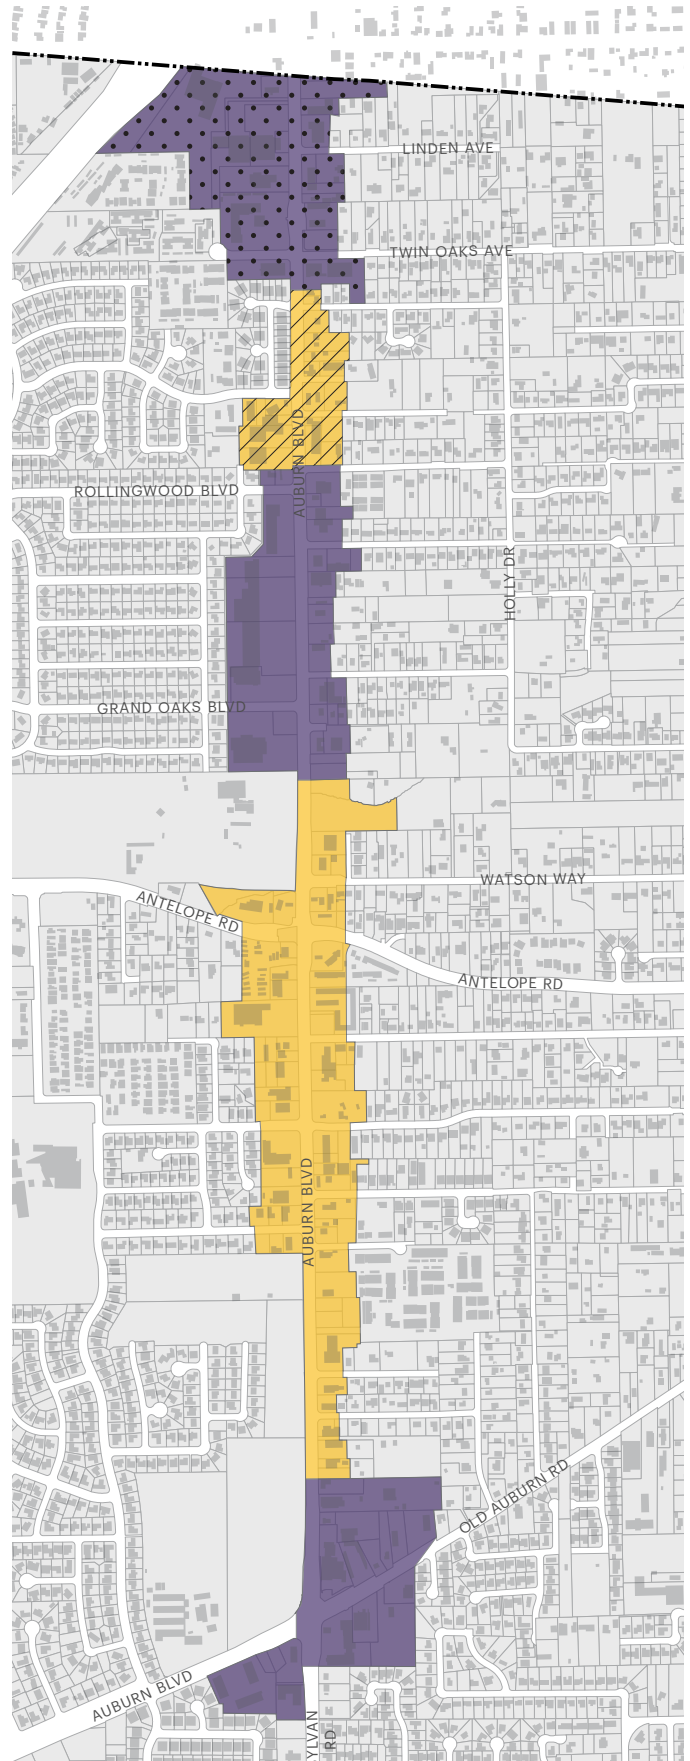 LINDEN AVE
TWIN OAKS AVE
AUBURN BLVD
ROLLINGWOOD BLVD
HOLLY DR
GRAND OAKS BLVD
WATSON WAY
ANTELOPE RD
ANTELOPE RD
AUBURN BLVD
OLD AUBURN RD
AUBURN BLVD
SYLVAN
RD